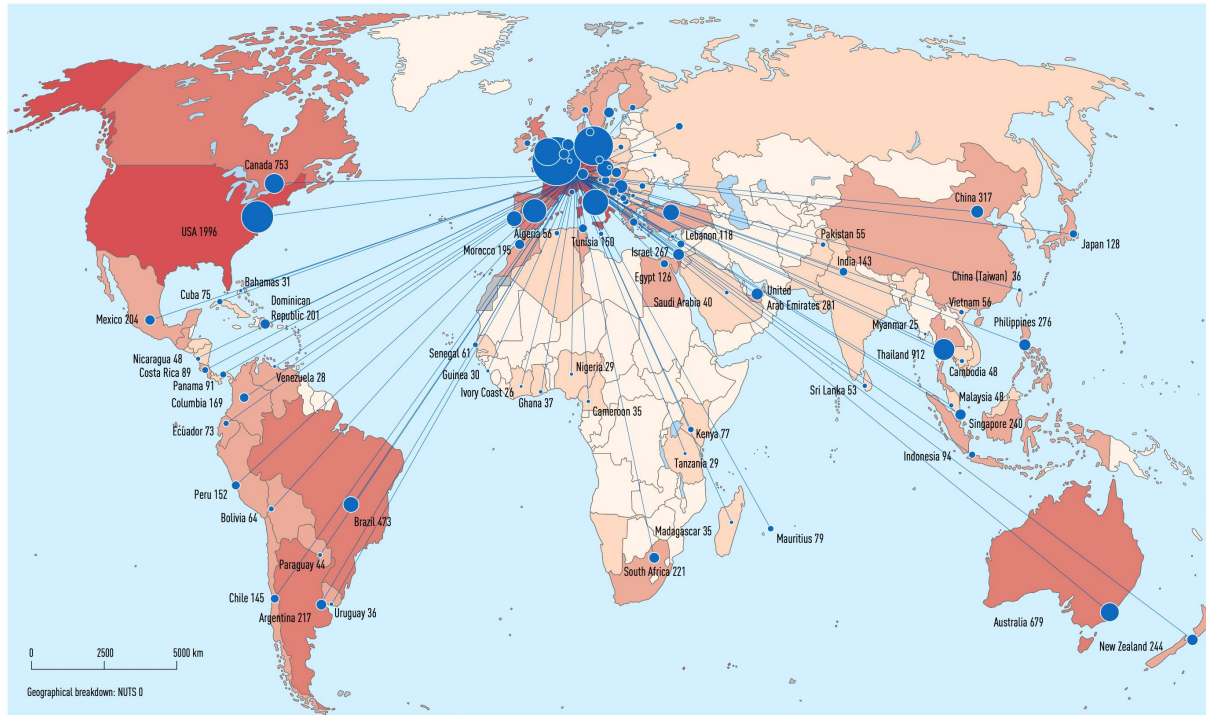 Canada 753
USA 1996
Bahamas 31
Cuba 75
Dominican
Republic 201
Mexico 204
Nicaragua 48
Costa Rica 89
Panama 91
Venezuela 28
Columbia 169
Ecuador 73
Peru 152
Bolivia 64
Brazil 473
Paraguay 44
Chile 145
Argentina 217
Uruguay 36
Algeria 56
Morocco 195
Tunisia 150
Lebanon 118
Israel 267
Egypt 126
Saudi Arabia 40
United
Arab Emirates 281
Senegal 61
Guinea 30
Ivory Coast 26
Ghana 37
Nigeria 29
Cameroon 35
Kenya 77
Tanzania 29
Madagascar 35
Mauritius 79
South Africa 221
China 317
Japan 128
Pakistan 55
India 143
China (Taiwan) 36
Vietnam 56
Philippines 276
Myanmar 25
Thailand 912
Cambodia 48
Sri Lanka 53
Malaysia 48
Singapore 240
Indonesia 94
Australia 679
New Zealand 244
0 2500 5000 km
Geographical breakdown: NUTS 0